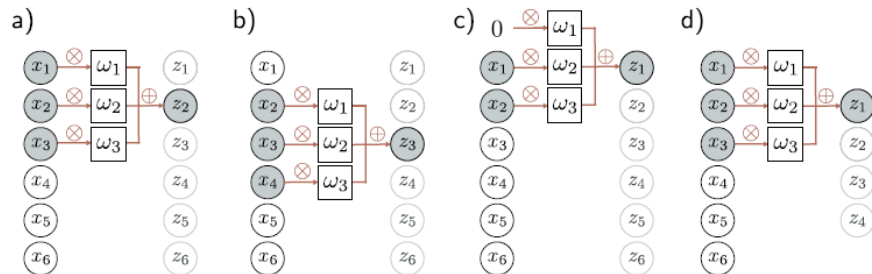 a)
x₁ ⊗ ω₁ z₁
x₂ ⊗ ω₂ ⊕ z₂
x₃ ⊗ ω₃ z₃
x₄ z₄
x₅ z₅
x₆ z₆
b)
x₁ z₁
x₂ ⊗ ω₁ z₂
x₃ ⊗ ω₂ ⊕ z₃
x₄ ⊗ ω₃ z₄
x₅ z₅
x₆ z₆
c)
0 ⊗ ω₁
x₁ ⊗ ω₂ ⊕ z₁
x₂ ⊗ ω₃ z₂
x₃ z₃
x₄ z₄
x₅ z₅
x₆ z₆
d)
x₁ ⊗ ω₁
x₂ ⊗ ω₂ ⊕ z₁
x₃ ⊗ ω₃ z₂
x₄ z₃
x₅ z₄
x₆